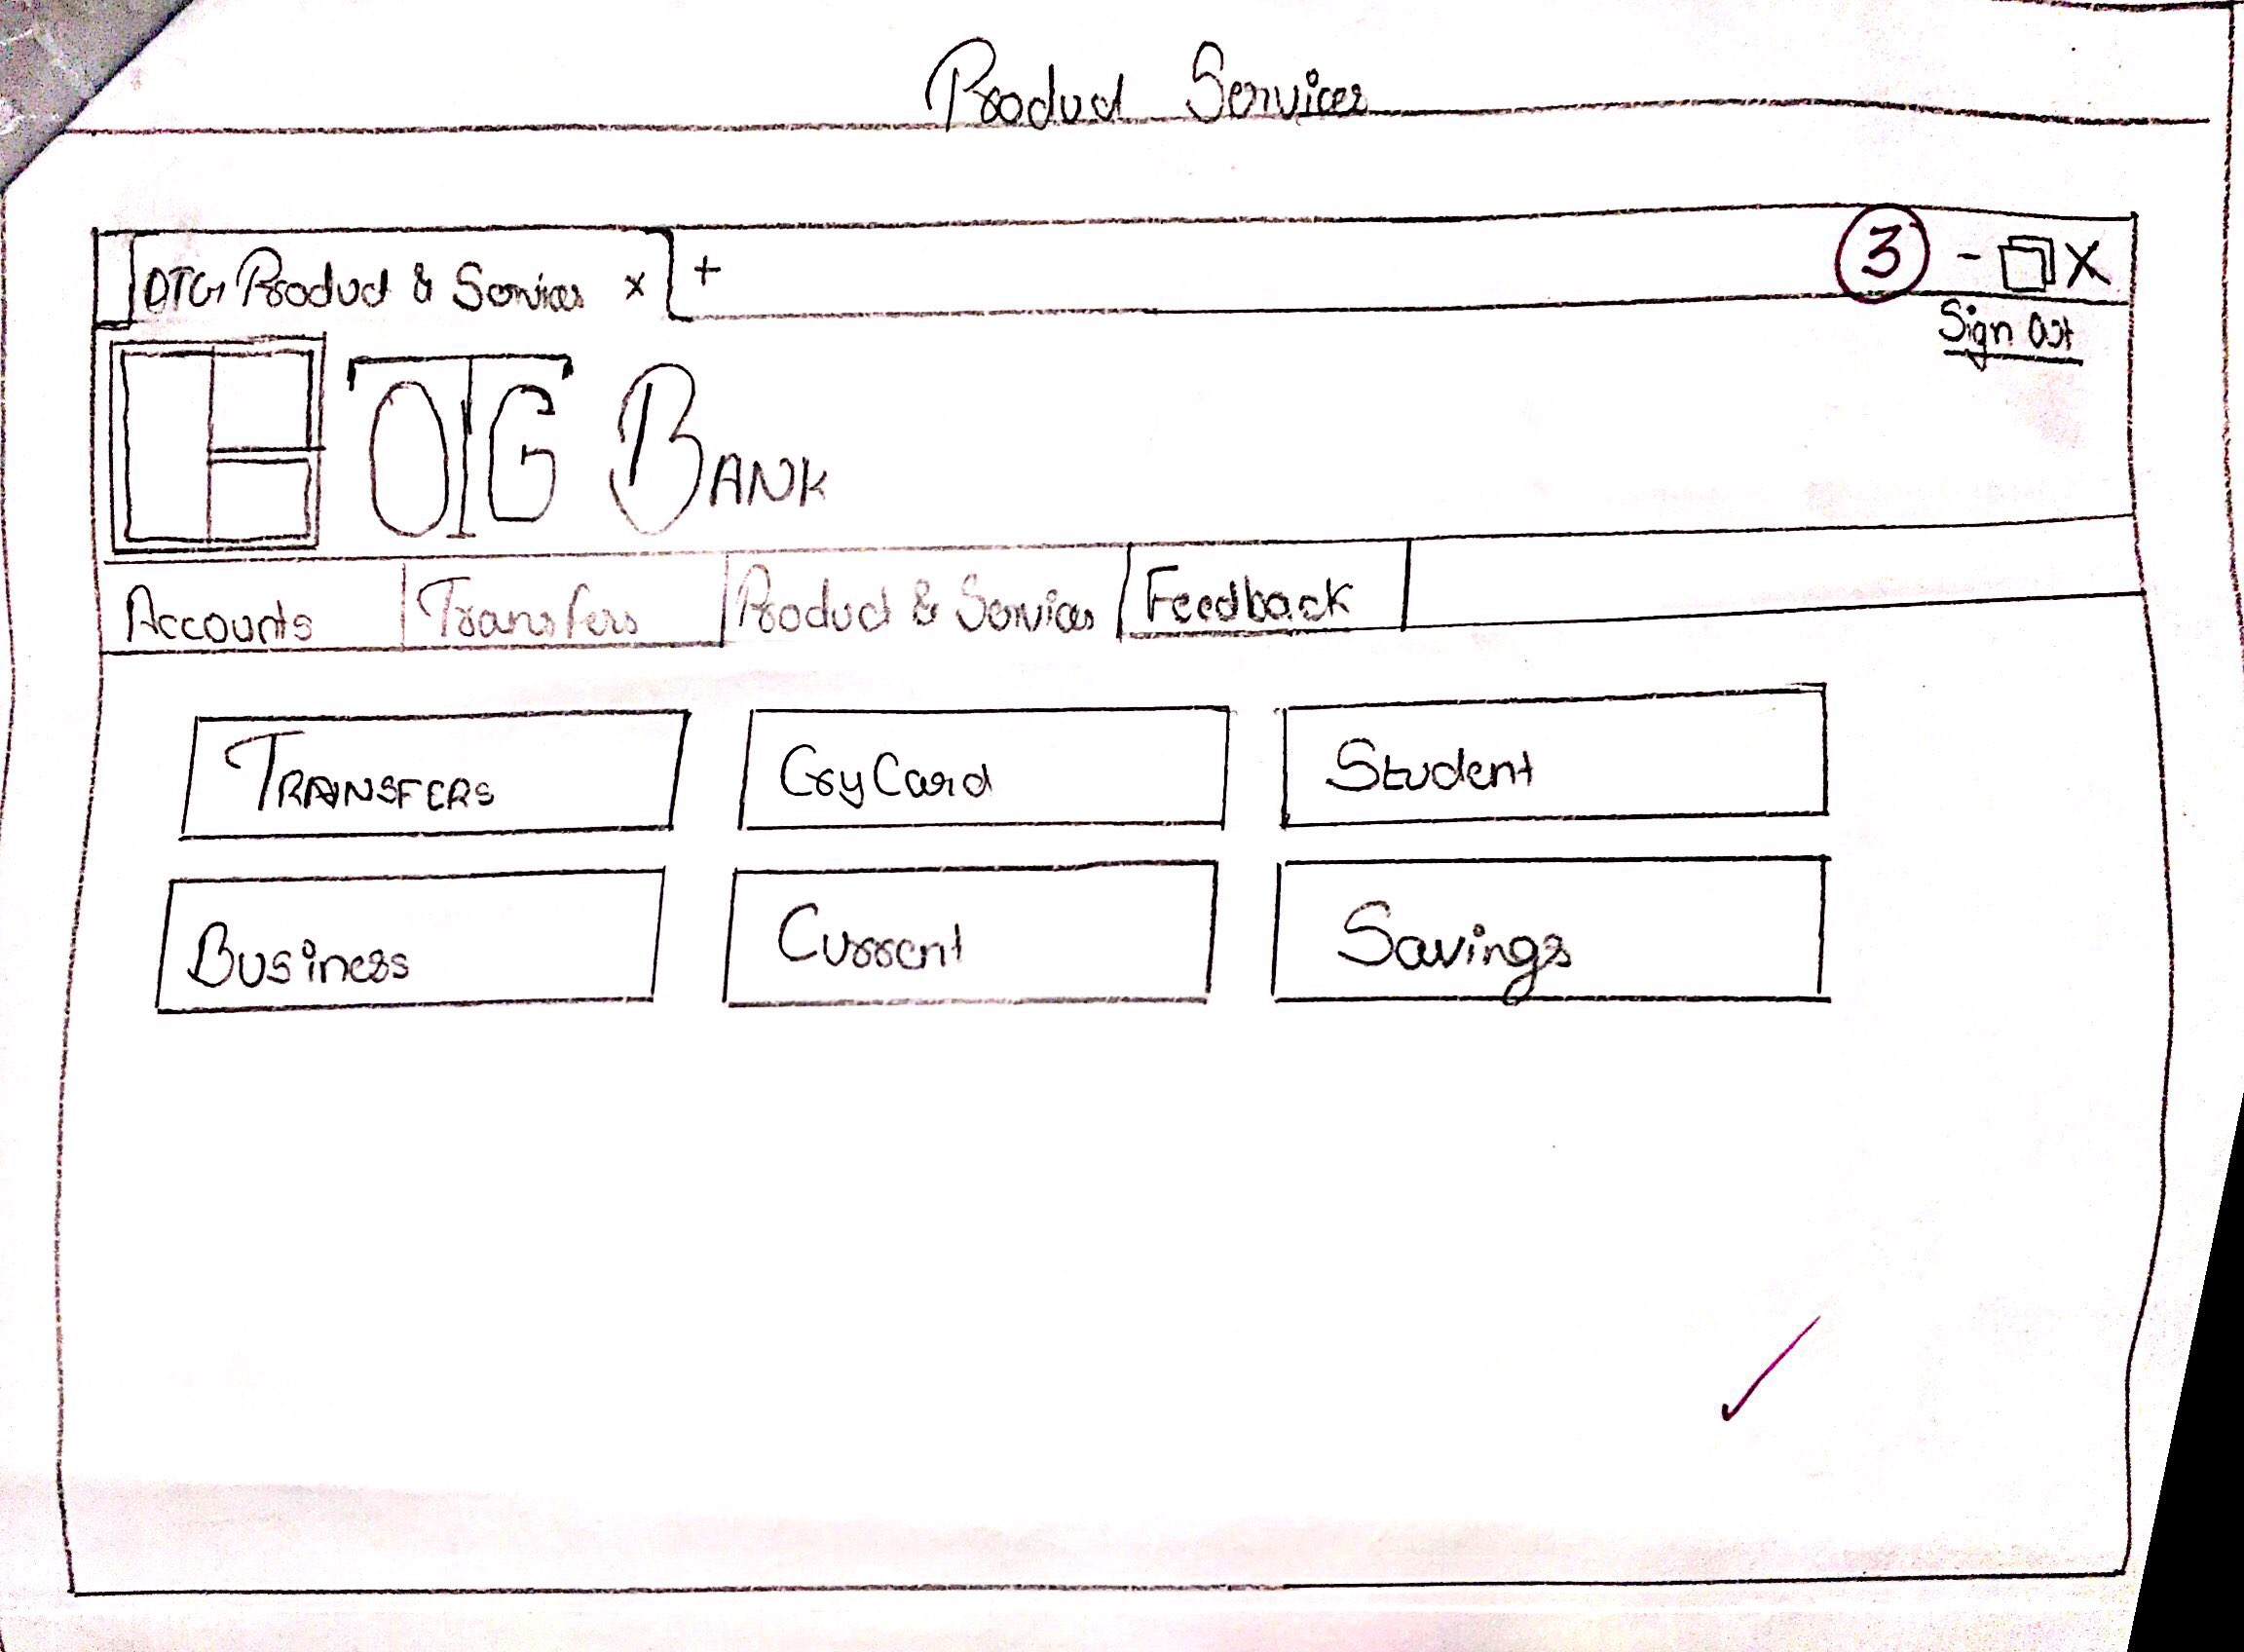 Product Services
OTG Product & Services x +
3 - X
Sign Out
OTG BANK
Accounts Transfers Product & Services Feedback
TRANSFERS CryCard Student
Business Current Savings